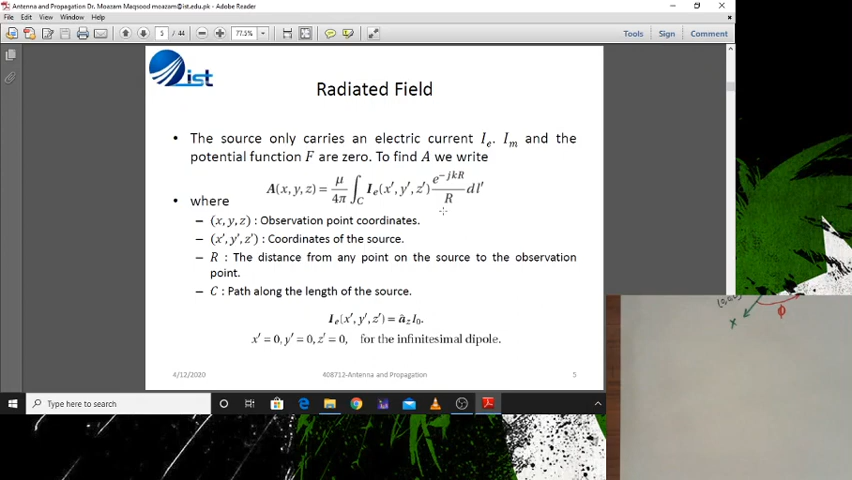 Antenna and Propagation Dr. Moazam Maqsood moazam@ist.edu.pk - Adobe Reader
File Edit View Window Help
5 / 44 77.5% Tools Sign Comment
ist
Radiated Field
• The source only carries an electric current Iₑ. Iₘ and the
potential function F are zero. To find A we write
A(x, y, z) = μ/4π ∫_C Iₑ(x′, y′, z′) e^{−jkR}/R dl′
• where
– (x, y, z) : Observation point coordinates.
– (x′, y′, z′) : Coordinates of the source.
– R : The distance from any point on the source to the observation
point.
– C : Path along the length of the source.
Iₑ(x′, y′, z′) = â_z I₀.
x′ = 0, y′ = 0, z′ = 0, for the infinitesimal dipole.
4/12/2020 408712-Antenna and Propagation 5
Type here to search
x ϕ